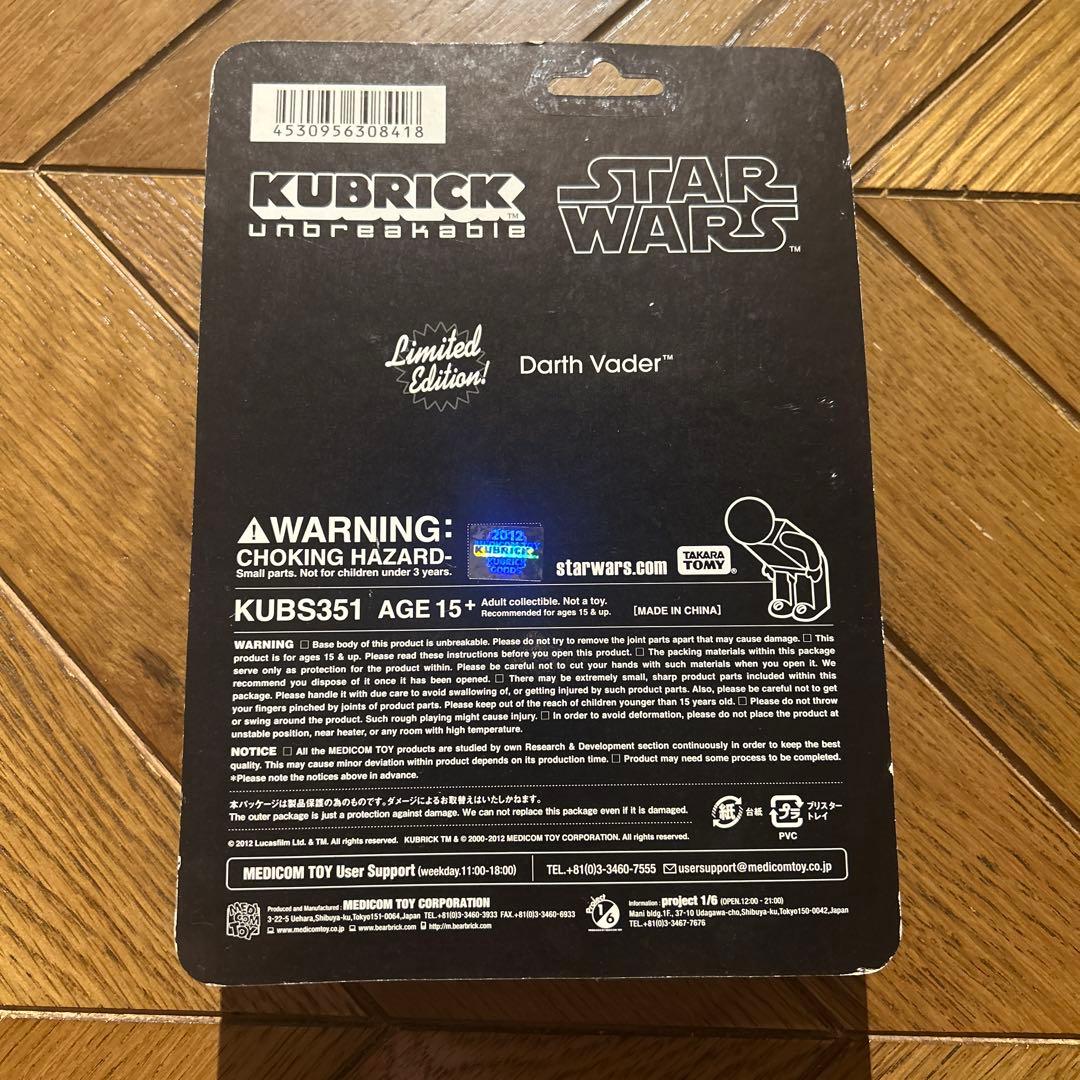 4530956308418
KUBRICK™
unbreakable
STAR
WARS™
Limited
Edition!
Darth Vader™
⚠WARNING:
CHOKING HAZARD-
Small parts. Not for children under 3 years.
2012
MEDICOM TOY
KUBRICK
KUBRICK
GOODS
starwars.com
TAKARA
TOMY®
KUBS351 AGE 15+ Adult collectible. Not a toy.
Recommended for ages 15 & up.
[MADE IN CHINA]
WARNING □ Base body of this product is unbreakable. Please do not try to remove the joint parts apart that may cause damage. □ This
product is for ages 15 & up. Please read these instructions before you open this product. □ The packing materials within this package
serve only as protection for the product within. Please be careful not to cut your hands with such materials when you open it. We
recommend you dispose of it once it has been opened. □ There may be extremely small, sharp product parts included within this
package. Please handle it with due care to avoid swallowing of, or getting injured by such product parts. Also, please be careful not to get
your fingers pinched by joints of product parts. Please keep out of the reach of children younger than 15 years old. □ Please do not throw
or swing around the product. Such rough playing might cause injury. □ In order to avoid deformation, please do not place the product at
unstable position, near heater, or any room with high temperature.
NOTICE □ All the MEDICOM TOY products are studied by own Research & Development section continuously in order to keep the best
quality. This may cause minor deviation within product depends on its production time. □ Product may need some process to be completed.
*Please note the notices above in advance.
本パッケージは製品保護の為のものです。ダメージによるお取替えはいたしかねます。
The outer package is just a protection against damage. We can not replace this package even if it is damaged.
紙 台紙
プラ ブリスター
トレイ
PVC
© 2012 Lucasfilm Ltd. & TM. All rights reserved. KUBRICK TM & © 2000-2012 MEDICOM TOY CORPORATION. All rights reserved.
MEDICOM TOY User Support (weekday.11:00-18:00) TEL.+81(0)3-3460-7555 usersupport@medicomtoy.co.jp
MEDICOM TOY
Produced and Manufactured: MEDICOM TOY CORPORATION
3-22-5 Uehara,Shibuya-ku,Tokyo151-0064,Japan TEL.+81(0)3-3460-3933 FAX.+81(0)3-3460-6933
www.medicomtoy.co.jp www.bearbrick.com http://m.bearbrick.com
project 1/6
Information: project 1/6 (OPEN.12:00 - 21:00)
Mani bldg.1F., 37-10 Udagawa-cho,Shibuya-ku,Tokyo150-0042,Japan
TEL.+81(0)3-3467-7676